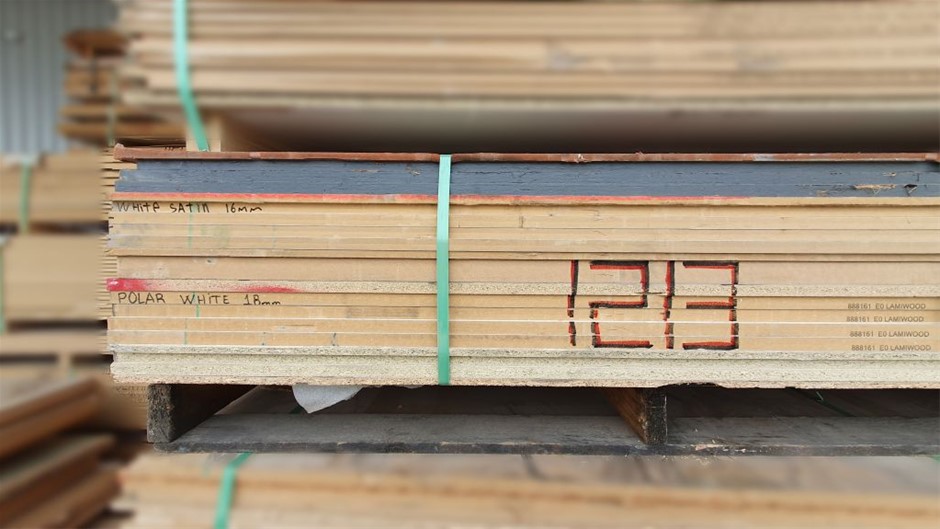 WHITE SATIN 16mm
POLAR WHITE 18mm
1213
888161 E0 LAMIWOOD
888161 E0 LAMIWOOD
888161 E0 LAMIWOOD
888161 E0 LAMIWOOD